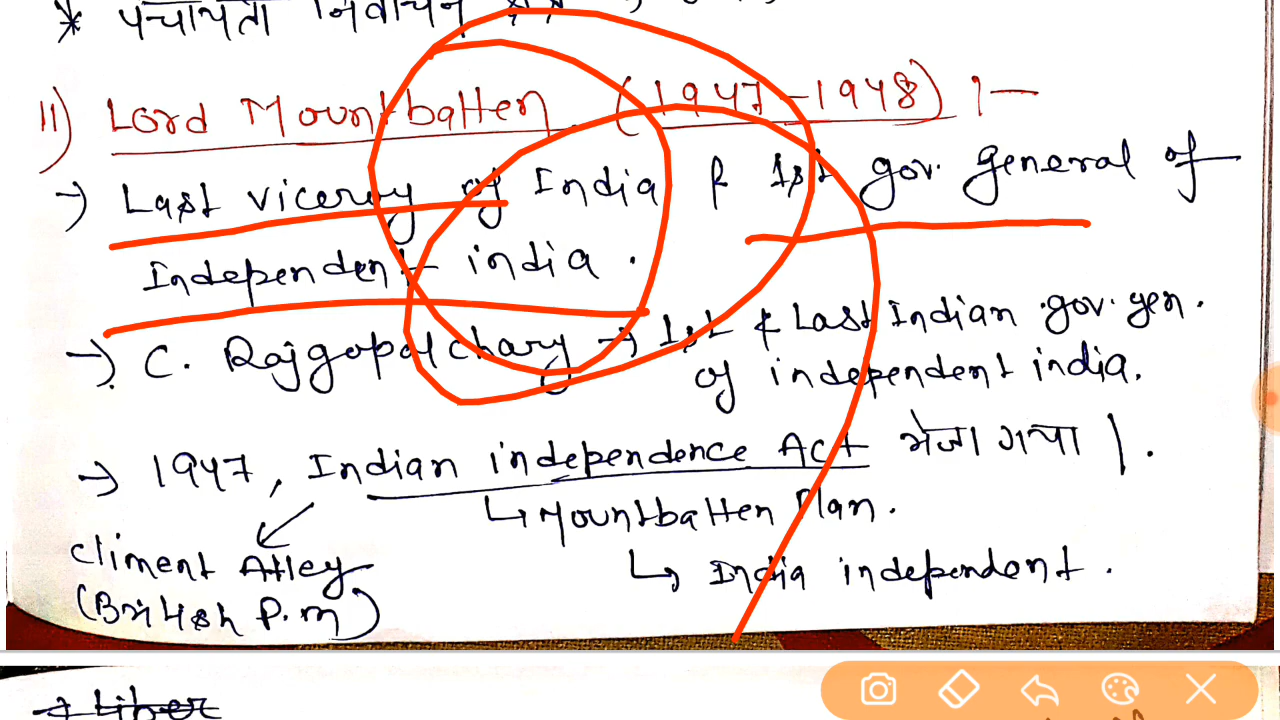 * पंचायती निर्वाचन
11) Lord Mountbatten (1947-1948) :—
→ Last viceroy of India & 1st gov. general of
Independent india.
→ C. Rajgopalchary → 1st & Last Indian gov. gen.
of independent india.
→ 1947, Indian independence Act भेजा गया |.
↳ Mountbatten Plan.
climent Atley
↳ India independent.
(British P.m)
→ Liber